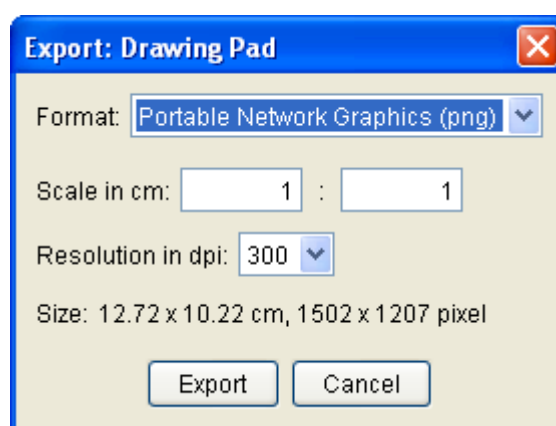 Export: Drawing Pad
Format: Portable Network Graphics (png)
Scale in cm: 1 : 1
Resolution in dpi: 300
Size: 12.72 x 10.22 cm, 1502 x 1207 pixel
Export Cancel